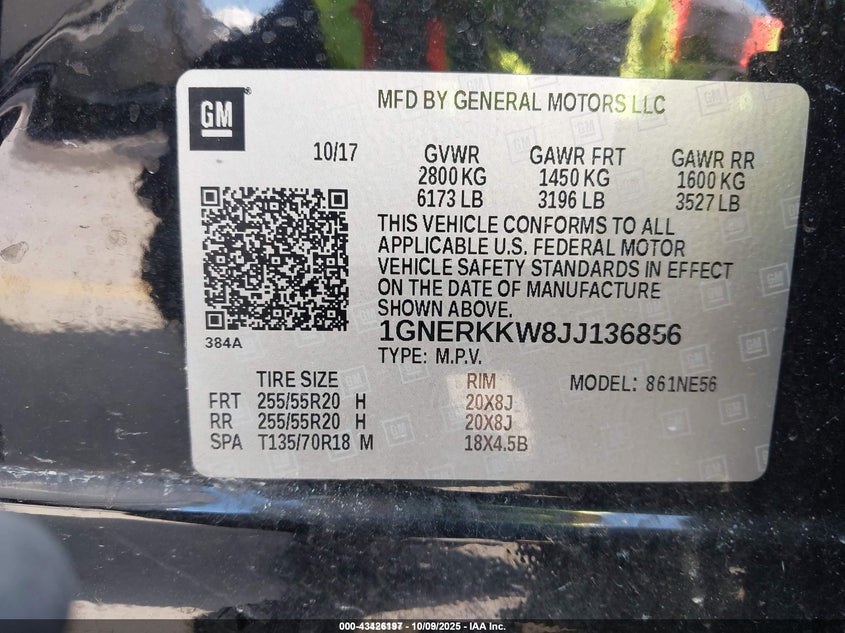 GM
MFD BY GENERAL MOTORS LLC
10/17 GVWR GAWR FRT GAWR RR
2800 KG 1450 KG 1600 KG
6173 LB 3196 LB 3527 LB
THIS VEHICLE CONFORMS TO ALL
APPLICABLE U.S. FEDERAL MOTOR
VEHICLE SAFETY STANDARDS IN EFFECT
ON THE DATE OF MANUFACTURE
SHOWN ABOVE.
384A
1GNERKKW8JJ136856
TYPE: M.P.V.
TIRE SIZE RIM MODEL: 861NE56
FRT 255/55R20 H 20X8J
RR 255/55R20 H 20X8J
SPA T135/70R18 M 18X4.5B
000-43426197 - 10/09/2025 - IAA Inc.